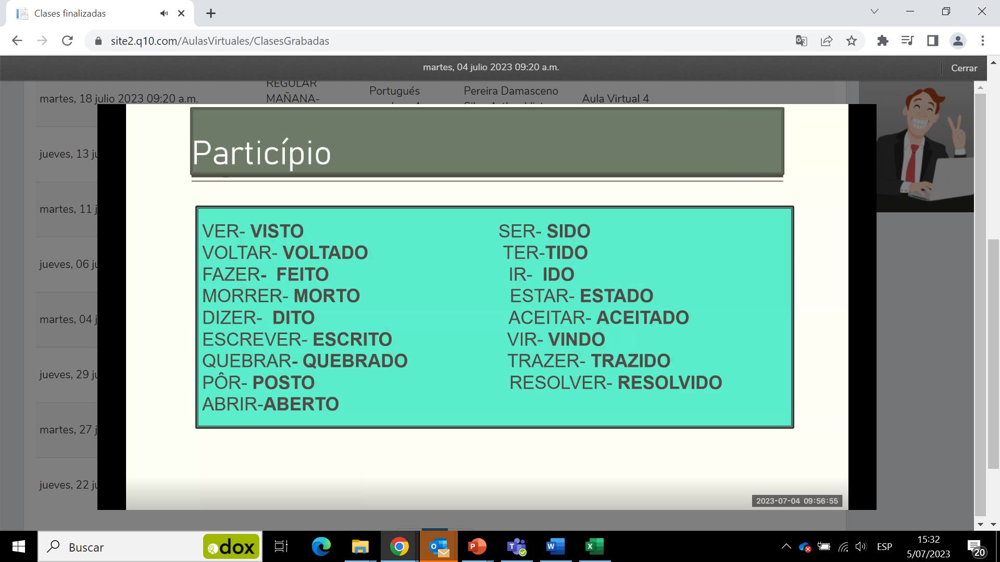 Clases finalizadas
site2.q10.com/AulasVirtuales/ClasesGrabadas
martes, 04 julio 2023 09:20 a.m.
Cerrar
REGULAR
martes, 18 julio 2023 09:20 a.m.
MAÑANA-
Portugués
Pereira Damasceno
Aula Virtual 4
jueves, 13 ju
martes, 11 j
jueves, 06 ju
martes, 04 j
jueves, 29 ju
martes, 27 j
jueves, 22 ju
Particípio
VER- VISTO
VOLTAR- VOLTADO
FAZER- FEITO
MORRER- MORTO
DIZER- DITO
ESCREVER- ESCRITO
QUEBRAR- QUEBRADO
PÔR- POSTO
ABRIR-ABERTO
SER- SIDO
TER-TIDO
IR- IDO
ESTAR- ESTADO
ACEITAR- ACEITADO
VIR- VINDO
TRAZER- TRAZIDO
RESOLVER- RESOLVIDO
2023-07-04 09:56:55
Buscar
dox
ESP
15:32
5/07/2023
20